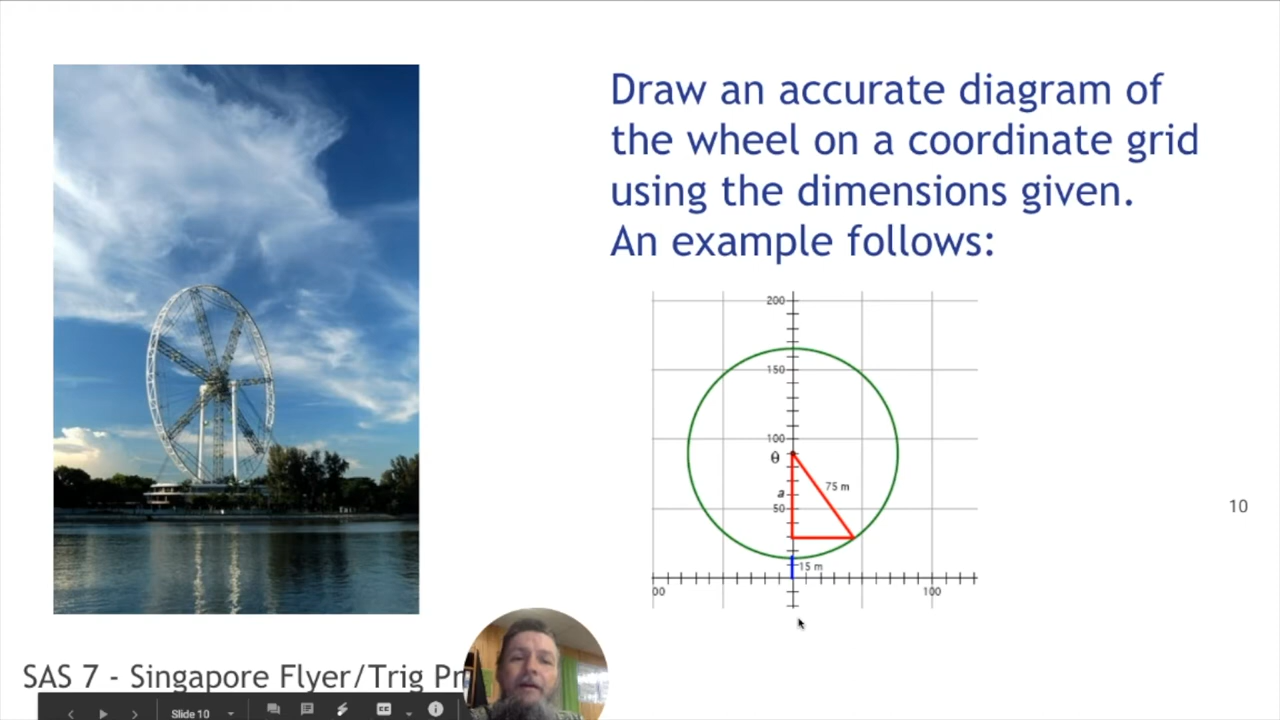 Draw an accurate diagram of
the wheel on a coordinate grid
using the dimensions given.
An example follows:
200
150
100
θ
75 m
a
50
15 m
00
100
10
SAS 7 - Singapore Flyer/Trig
Slide 10
CC